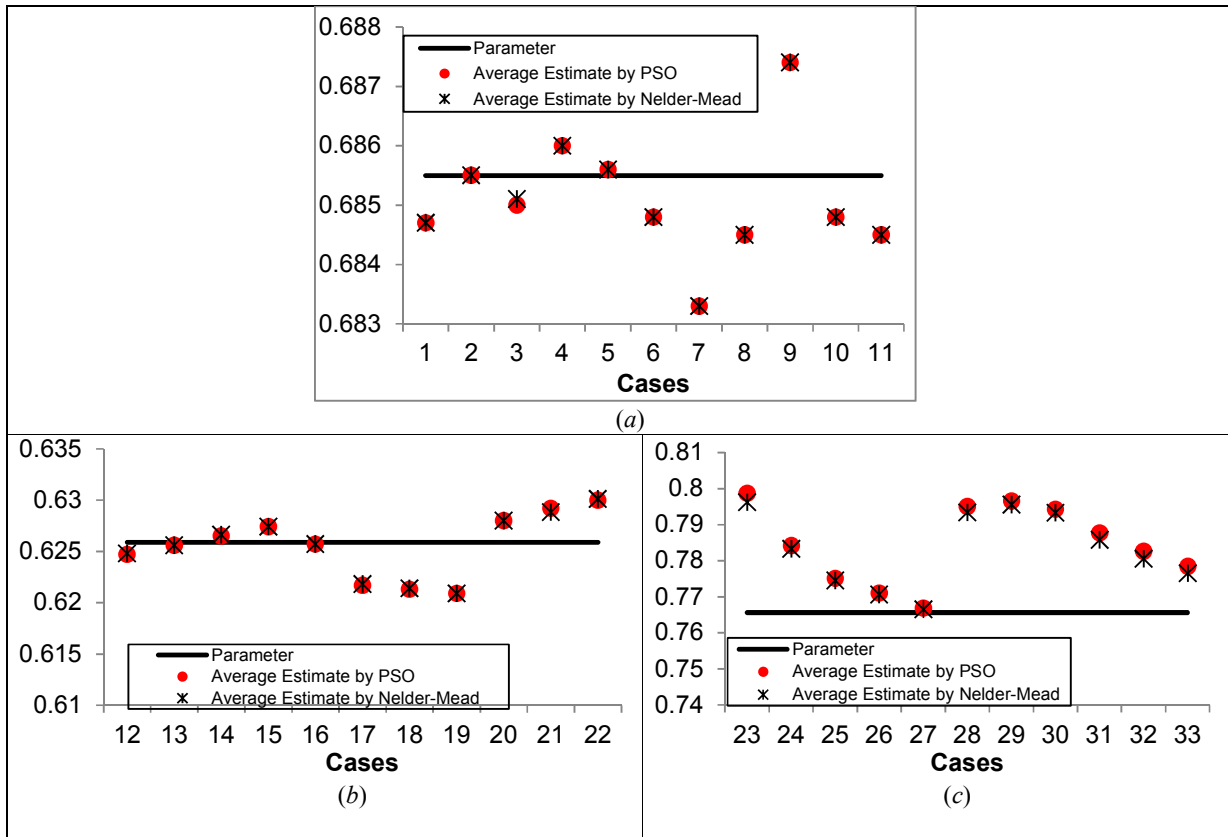 0.688
0.687
0.686
0.685
0.684
0.683
Parameter
Average Estimate by PSO
Average Estimate by Nelder-Mead
1 2 3 4 5 6 7 8 9 10 11
Cases
(a)
0.635
0.63
0.625
0.62
0.615
0.61
Parameter
Average Estimate by PSO
Average Estimate by Nelder-Mead
12 13 14 15 16 17 18 19 20 21 22
Cases
(b)
0.81
0.8
0.79
0.78
0.77
0.76
0.75
0.74
Parameter
Average Estimate by PSO
Average Estimate by Nelder-Mead
23 24 25 26 27 28 29 30 31 32 33
Cases
(c)